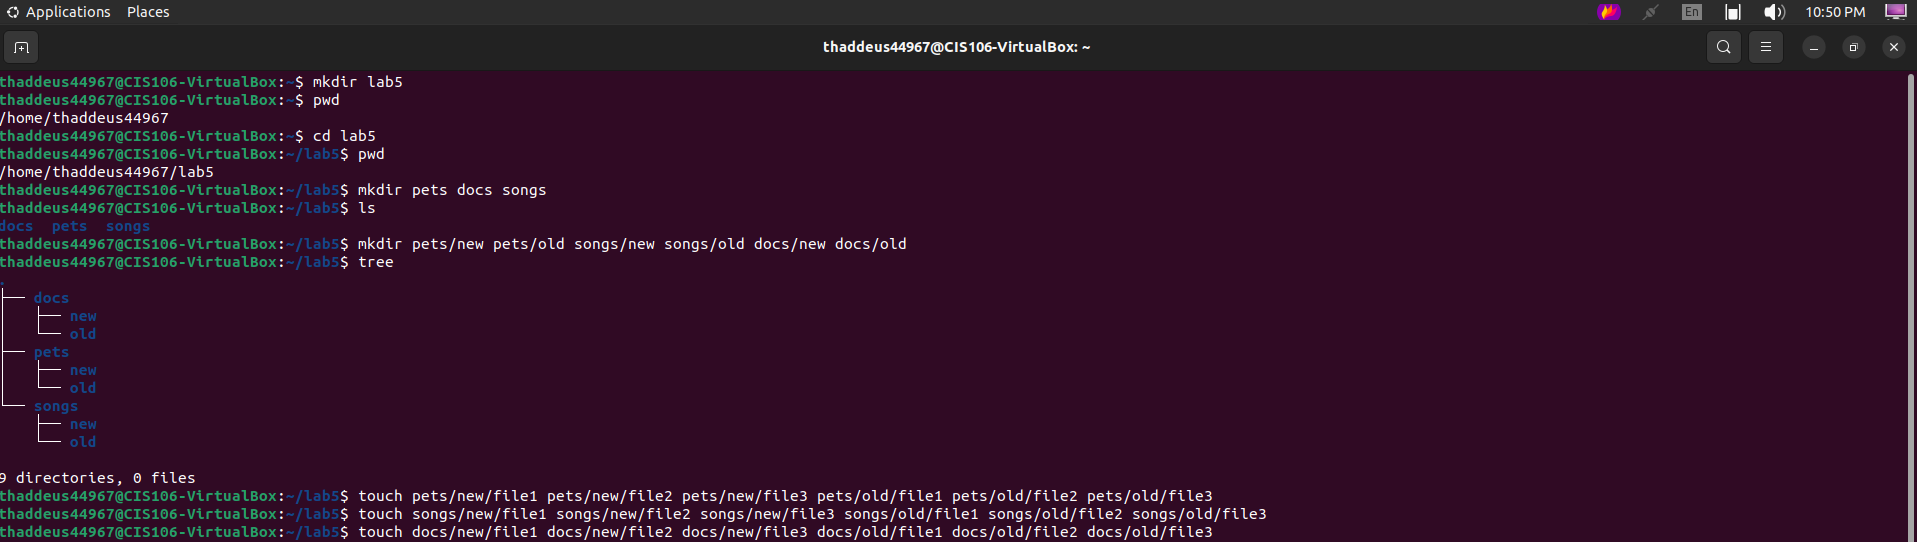 Applications Places En 10:50 PM
thaddeus44967@CIS106-VirtualBox: ~
thaddeus44967@CIS106-VirtualBox:~$ mkdir lab5
thaddeus44967@CIS106-VirtualBox:~$ pwd
/home/thaddeus44967
thaddeus44967@CIS106-VirtualBox:~$ cd lab5
thaddeus44967@CIS106-VirtualBox:~/lab5$ pwd
/home/thaddeus44967/lab5
thaddeus44967@CIS106-VirtualBox:~/lab5$ mkdir pets docs songs
thaddeus44967@CIS106-VirtualBox:~/lab5$ ls
docs  pets  songs
thaddeus44967@CIS106-VirtualBox:~/lab5$ mkdir pets/new pets/old songs/new songs/old docs/new docs/old
thaddeus44967@CIS106-VirtualBox:~/lab5$ tree
.
├── docs
│   ├── new
│   └── old
├── pets
│   ├── new
│   └── old
└── songs
    ├── new
    └── old
9 directories, 0 files
thaddeus44967@CIS106-VirtualBox:~/lab5$ touch pets/new/file1 pets/new/file2 pets/new/file3 pets/old/file1 pets/old/file2 pets/old/file3
thaddeus44967@CIS106-VirtualBox:~/lab5$ touch songs/new/file1 songs/new/file2 songs/new/file3 songs/old/file1 songs/old/file2 songs/old/file3
thaddeus44967@CIS106-VirtualBox:~/lab5$ touch docs/new/file1 docs/new/file2 docs/new/file3 docs/old/file1 docs/old/file2 docs/old/file3